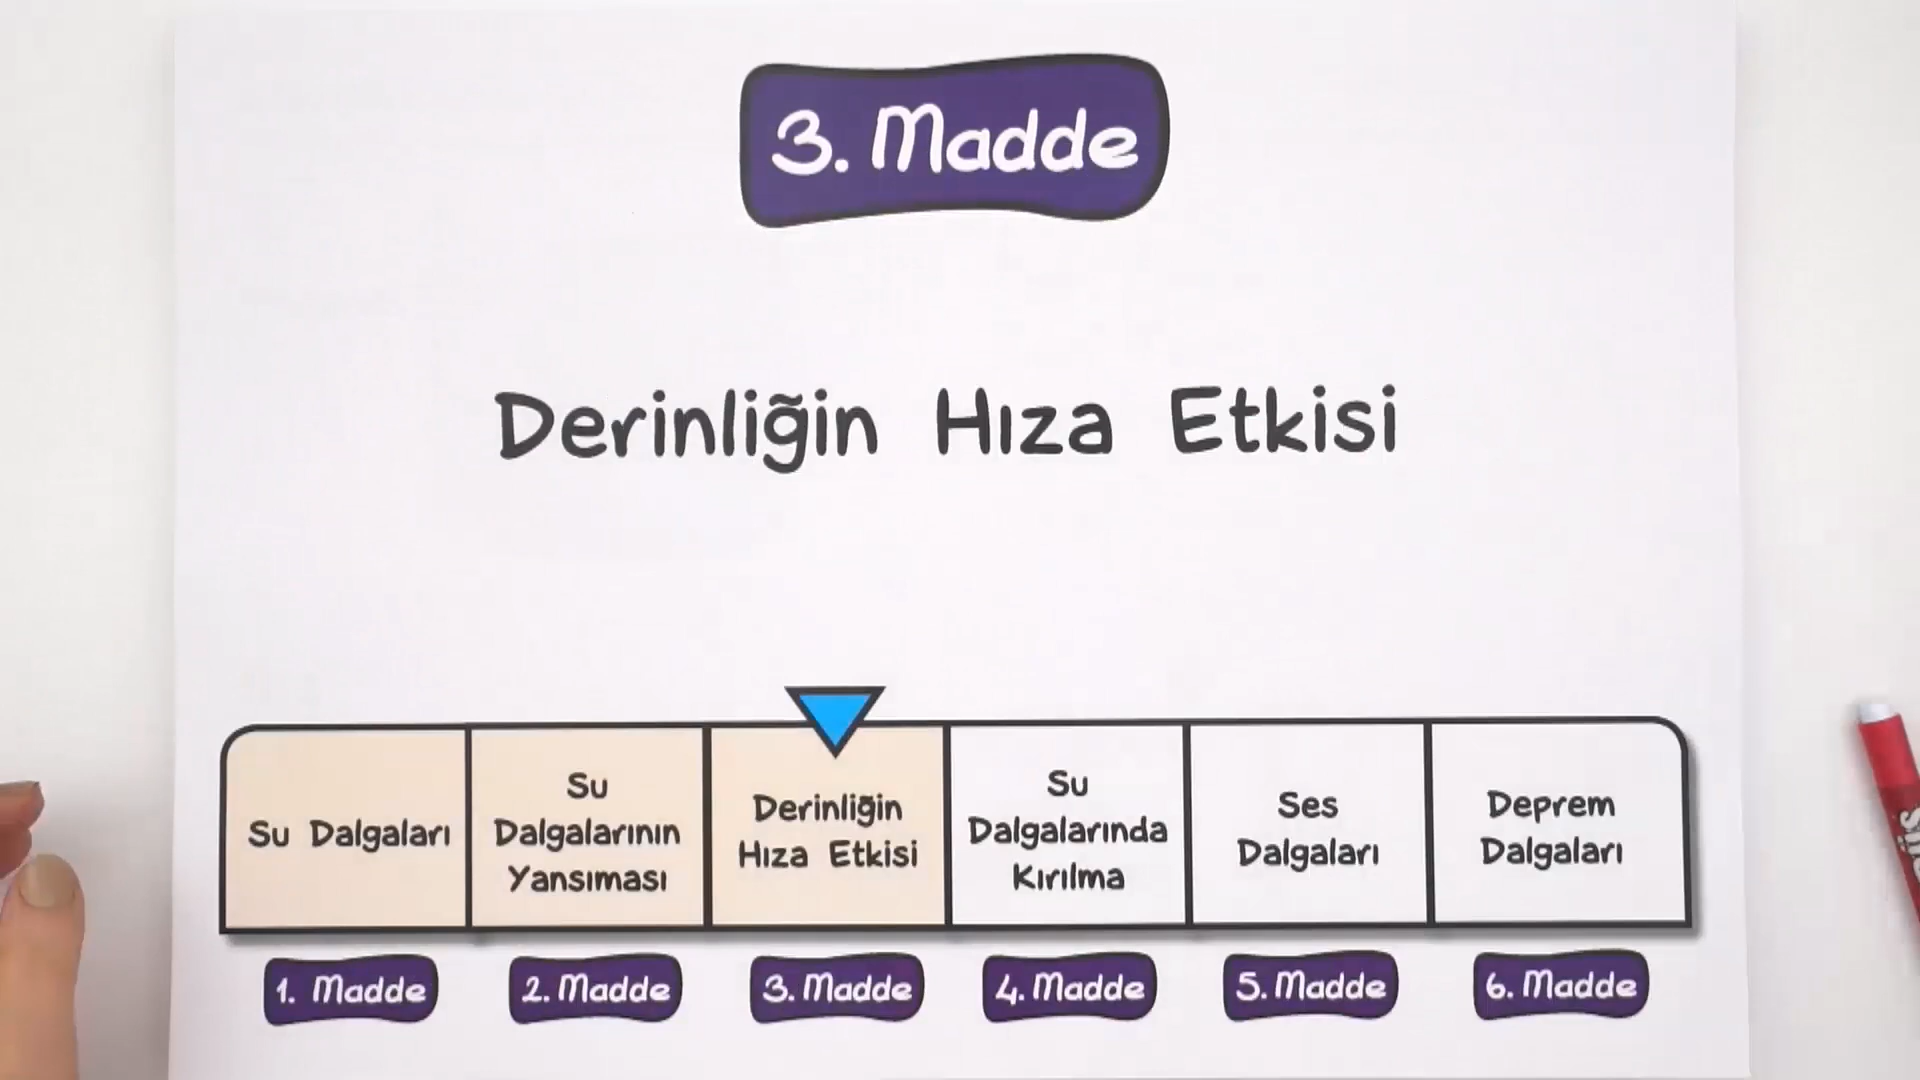 3. Madde
Derinliğin Hıza Etkisi
Su Dalgaları
Su
Dalgalarının
Yansıması
Derinliğin
Hıza Etkisi
Su
Dalgalarında
Kırılma
Ses
Dalgaları
Deprem
Dalgaları
1. Madde
2. Madde
3. Madde
4. Madde
5. Madde
6. Madde